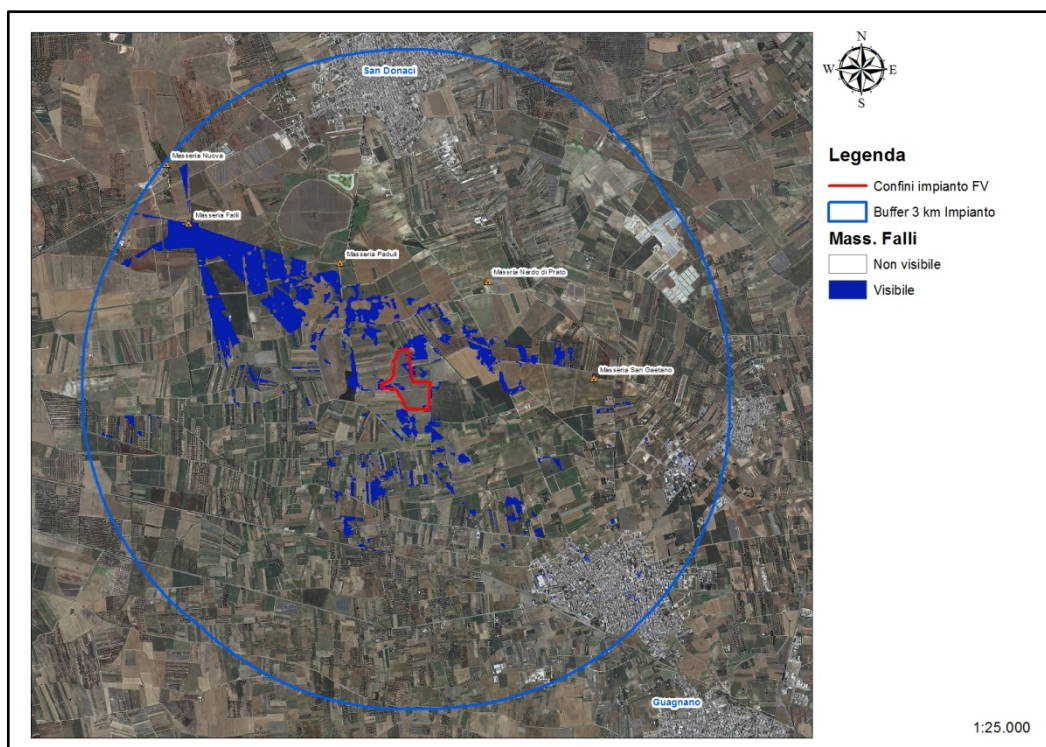 San Donaci
Masseria Nuova
Masseria Falli
Masseria Paduli
Massria Nardo di Prato
Masseria San Gaetano
Guagnano
N
W
E
S
Legenda
Confini impianto FV
Buffer 3 km Impianto
Mass. Falli
Non visibile
Visibile
1:25.000